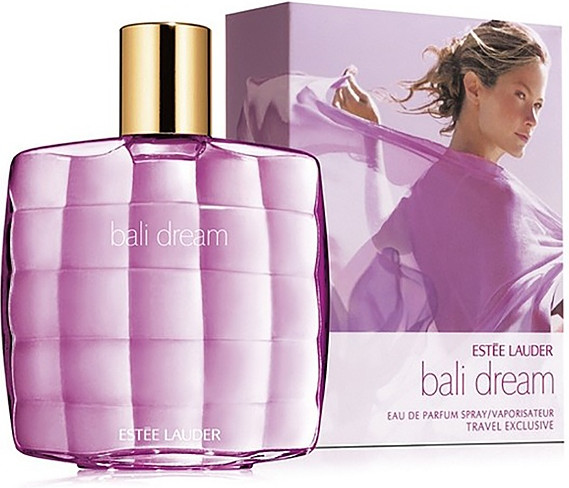 bali dream
ESTĒE LAUDER
ESTĒE LAUDER
bali dream
EAU DE PARFUM SPRAY/VAPORISATEUR
TRAVEL EXCLUSIVE